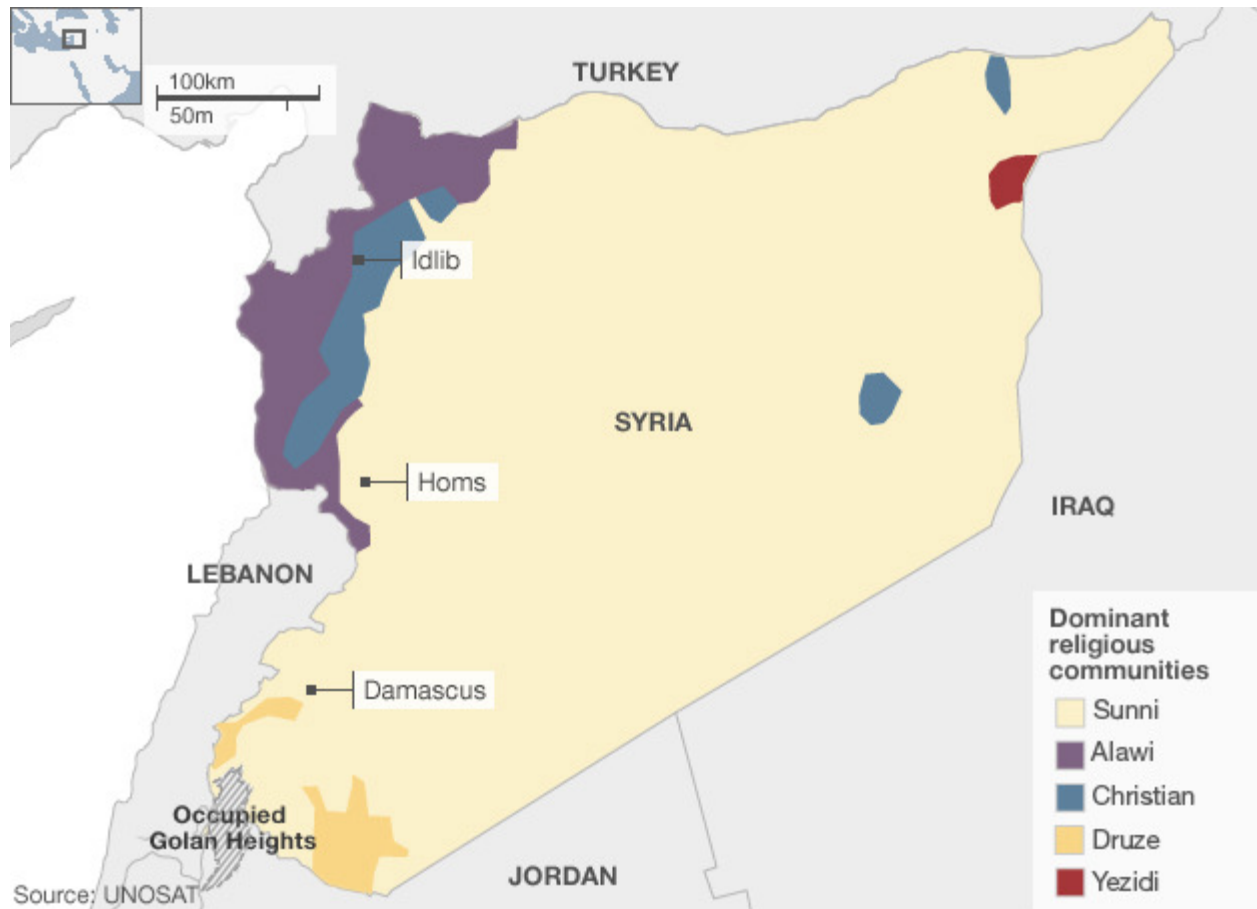 100km
50m
TURKEY
Idlib
SYRIA
Homs
IRAQ
LEBANON
Dominant
religious
communities
Sunni
Alawi
Christian
Druze
Yezidi
Damascus
Occupied
Golan Heights
JORDAN
Source: UNOSAT